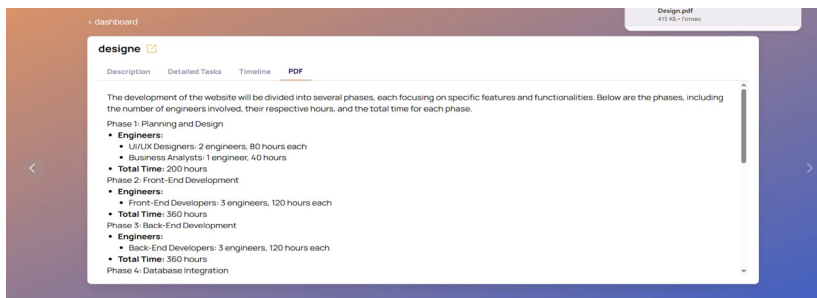 Design.pdf
415 КБ • Готово
< dashboard
designe
Description Detailed Tasks Timeline PDF
The development of the website will be divided into several phases, each focusing on specific features and functionalities. Below are the phases, including
the number of engineers involved, their respective hours, and the total time for each phase.
Phase 1: Planning and Design
• Engineers:
• UI/UX Designers: 2 engineers, 80 hours each
• Business Analysts: 1 engineer, 40 hours
• Total Time: 200 hours
Phase 2: Front-End Development
• Engineers:
• Front-End Developers: 3 engineers, 120 hours each
• Total Time: 360 hours
Phase 3: Back-End Development
• Engineers:
• Back-End Developers: 3 engineers, 120 hours each
• Total Time: 360 hours
Phase 4: Database Integration